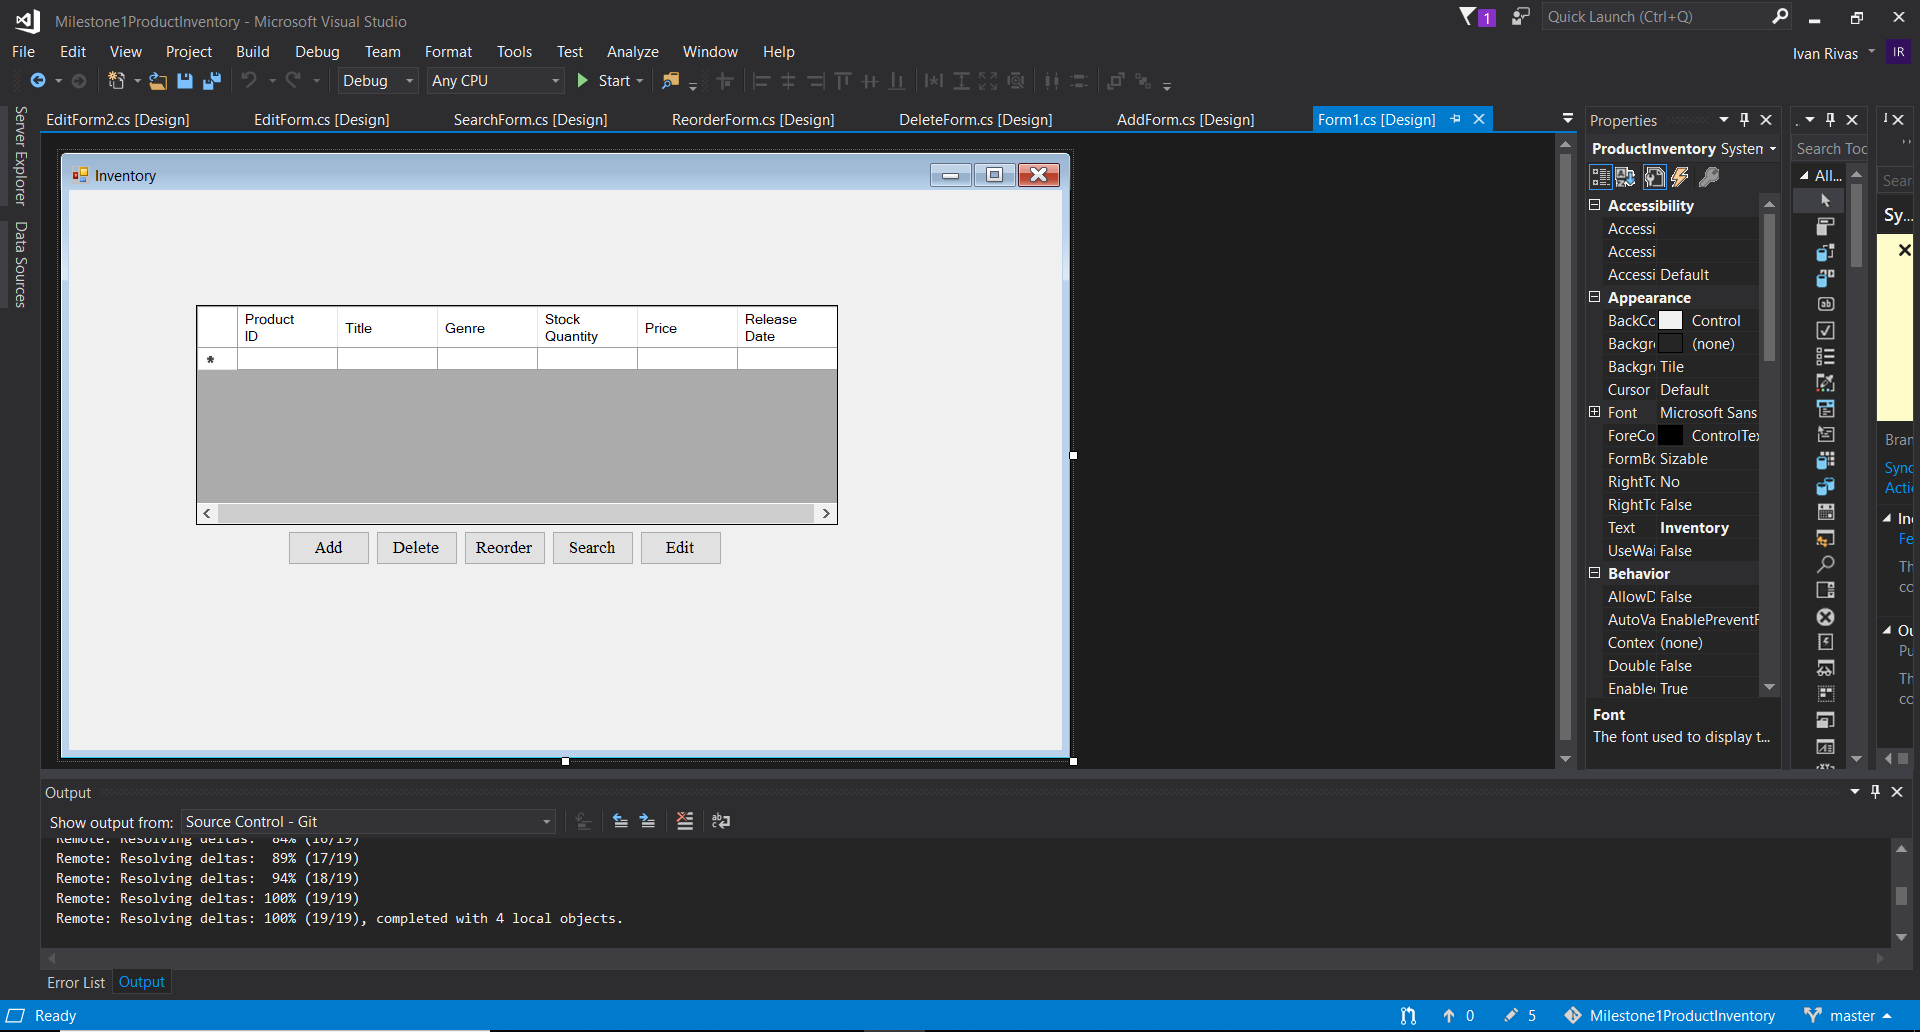 Milestone1ProductInventory - Microsoft Visual Studio
1
Quick Launch (Ctrl+Q)
File Edit View Project Build Debug Team Format Tools Test Analyze Window Help
Ivan Rivas IR
Debug Any CPU Start
Server Explorer
Data Sources
EditForm2.cs [Design] EditForm.cs [Design] SearchForm.cs [Design] ReorderForm.cs [Design] DeleteForm.cs [Design] AddForm.cs [Design] Form1.cs [Design]
Inventory
Product ID
Title
Genre
Stock Quantity
Price
Release Date
*
Add Delete Reorder Search Edit
Properties
ProductInventory System
Accessibility
Accessi
Accessi
Accessi Default
Appearance
BackCo Control
Backgr (none)
Backgr Tile
Cursor Default
Font Microsoft Sans
ForeCo ControlTex
FormBo Sizable
RightTo No
RightTo False
Text Inventory
UseWai False
Behavior
AllowD False
AutoVa EnablePreventF
Contex (none)
Double False
Enable True
Font
The font used to display t...
Search Too
All...
Sear
Sy...
Bran
Sync
Actio
In
Fe
Th
co
Ou
Pu
Th
co
Output
Show output from: Source Control - Git
Remote: Resolving deltas: 84% (16/19)
Remote: Resolving deltas: 89% (17/19)
Remote: Resolving deltas: 94% (18/19)
Remote: Resolving deltas: 100% (19/19)
Remote: Resolving deltas: 100% (19/19), completed with 4 local objects.
Error List Output
Ready
0 5 Milestone1ProductInventory master